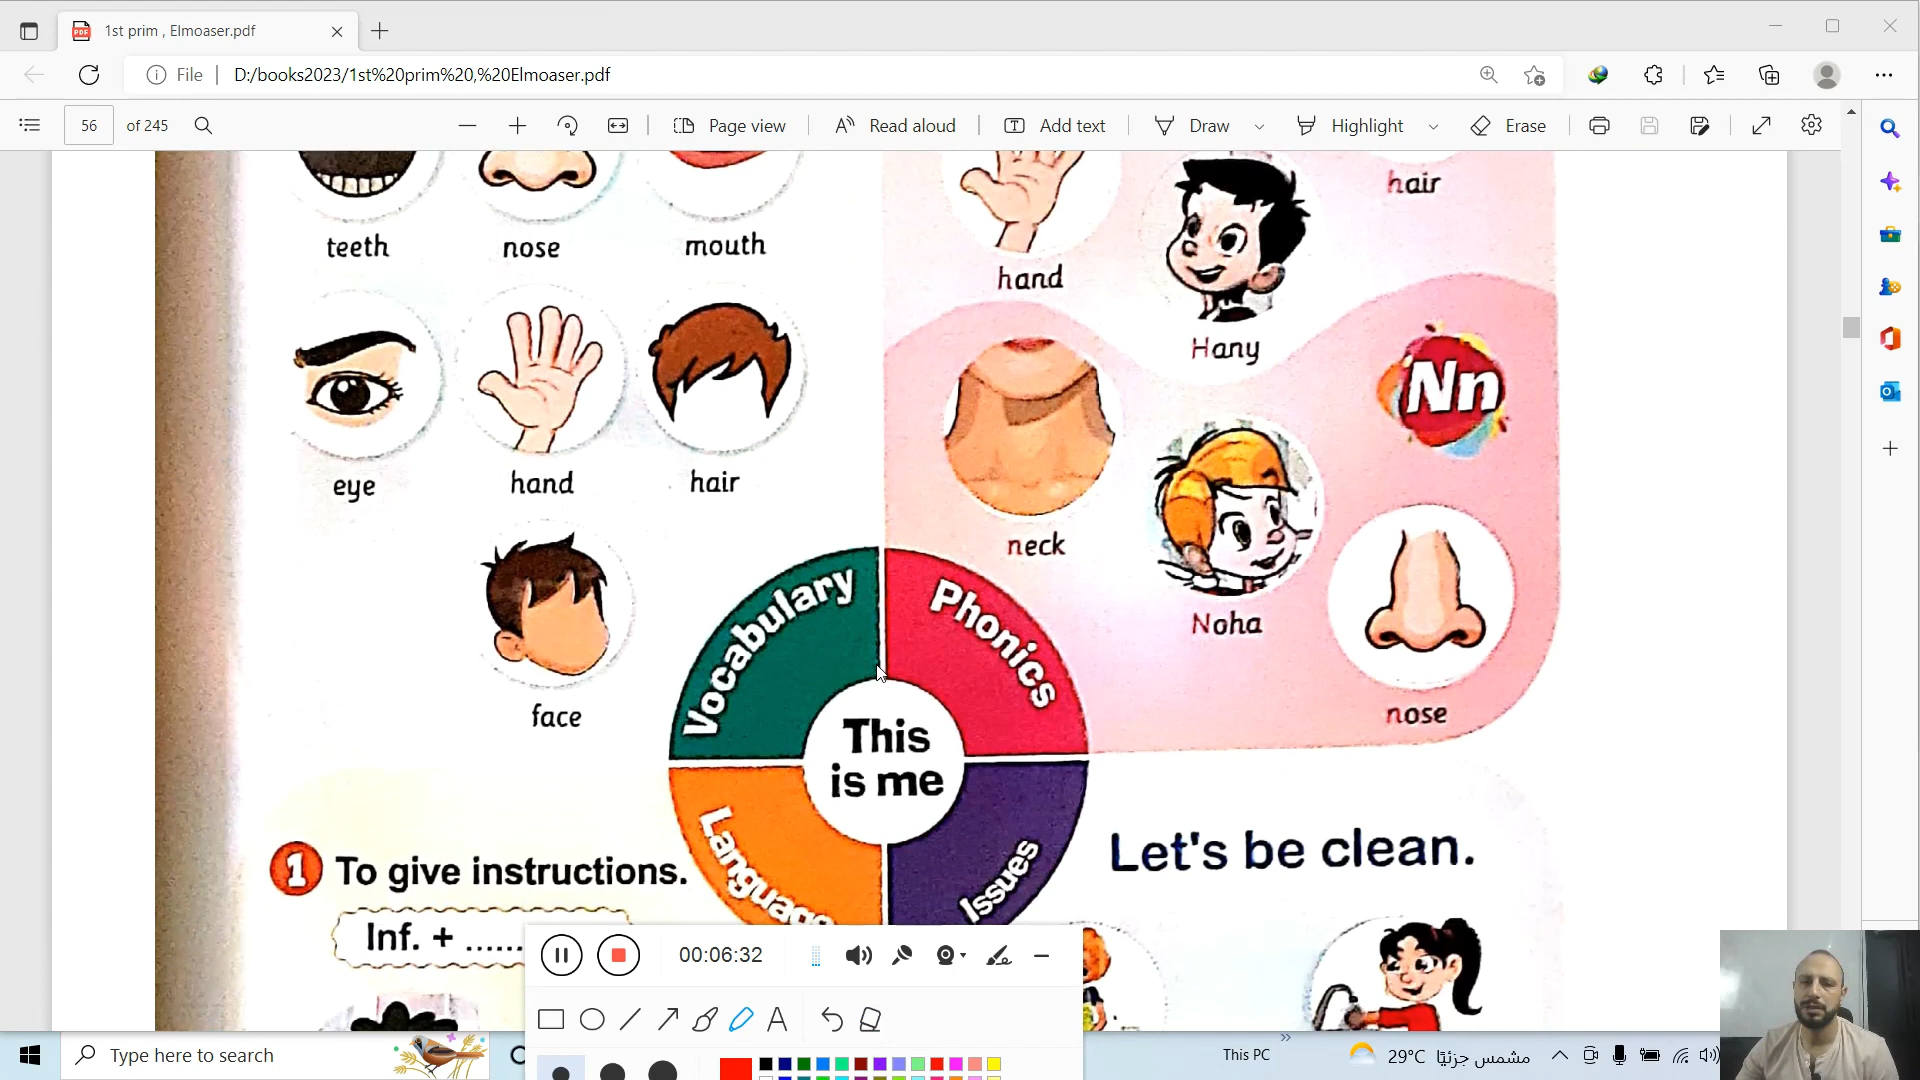 1st prim , Elmoaser.pdf
File
D:/books2023/1st%20prim%20,%20Elmoaser.pdf
56
of 245
Page view
Read aloud
Add text
Draw
Highlight
Erase
teeth
nose
mouth
eye
hand
hair
face
hair
hand
Hany
Nn
neck
Noha
nose
Vocabulary
Phonics
This
is me
Language
Issues
1 To give instructions.
Inf. + ......
Let's be clean.
00:06:32
A
Type here to search
This PC
»
29°C
مشمس جزئيًا